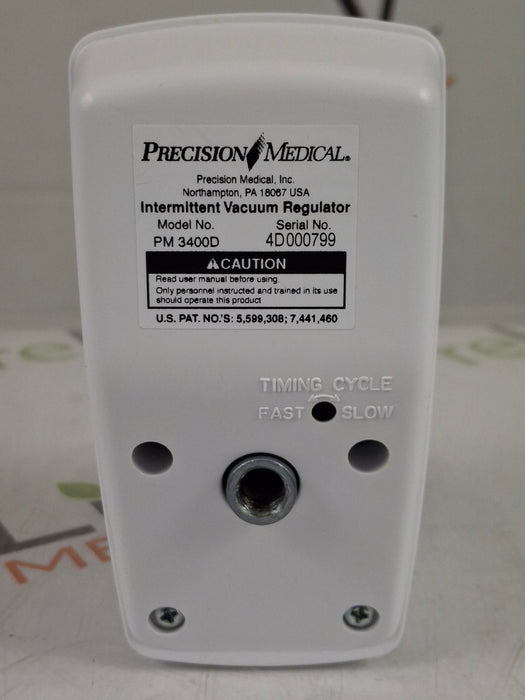 PRECISION MEDICAL®
Precision Medical, Inc.
Northampton, PA 18067 USA
Intermittent Vacuum Regulator
Model No. Serial No.
PM 3400D 4D000799
⚠CAUTION
Read user manual before using
Only personnel instructed and trained in its use
should operate this product
U.S. PAT. NO.'S: 5,599,308; 7,441,460
TIMING CYCLE
FAST SLOW